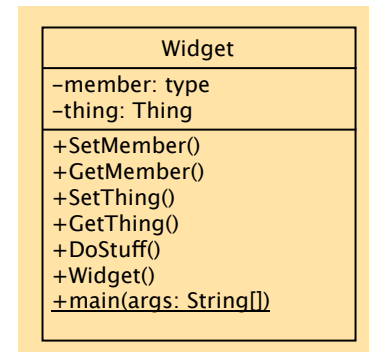 Widget
-member: type
-thing: Thing
+SetMember()
+GetMember()
+SetThing()
+GetThing()
+DoStuff()
+Widget()
+main(args: String[])